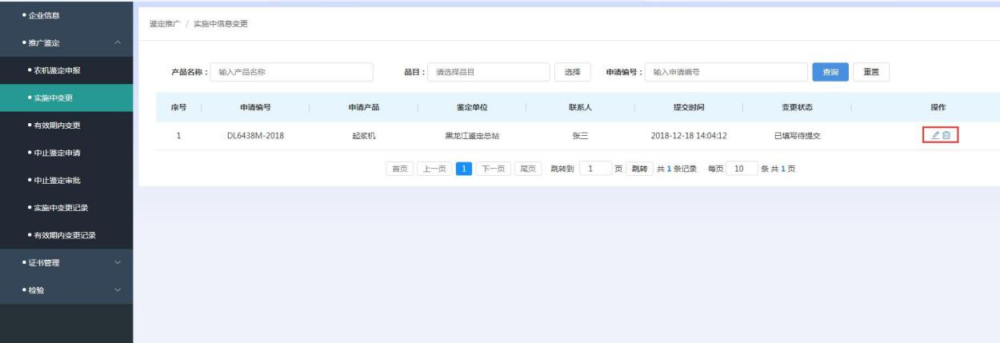 企业信息
推广鉴定
农机鉴定申报
实施中变更
有效期内变更
中止鉴定申请
中止鉴定审批
实施中变更记录
有效期内变更记录
证书管理
检验
鉴定推广 / 实施中信息变更
产品名称： 输入产品名称 品目： 请选择品目 选择 申请编号： 输入申请编号 查询 重置
序号 申请编号 申请产品 鉴定单位 联系人 提交时间 变更状态 操作
1 DL6438M-2018 起浆机 黑龙江鉴定总站 张三 2018-12-18 14:04:12 已填写待提交
首页 上一页 1 下一页 尾页 跳转到 1 页 跳转 共 1 条记录 每页 10 条 共 1 页